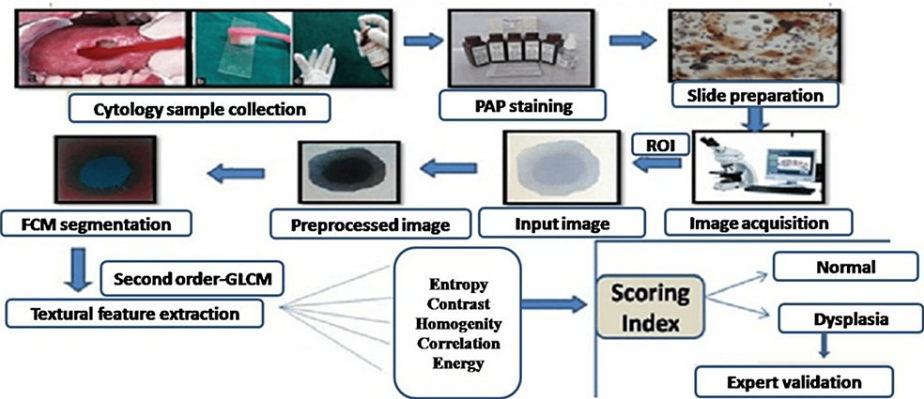 Cytology sample collection
PAP staining
Slide preparation
ROI
FCM segmentation
Preprocessed image
Input image
Image acquisition
Second order-GLCM
Textural feature extraction
Entropy
Contrast
Homogenity
Correlation
Energy
Scoring
Index
Normal
Dysplasia
Expert validation